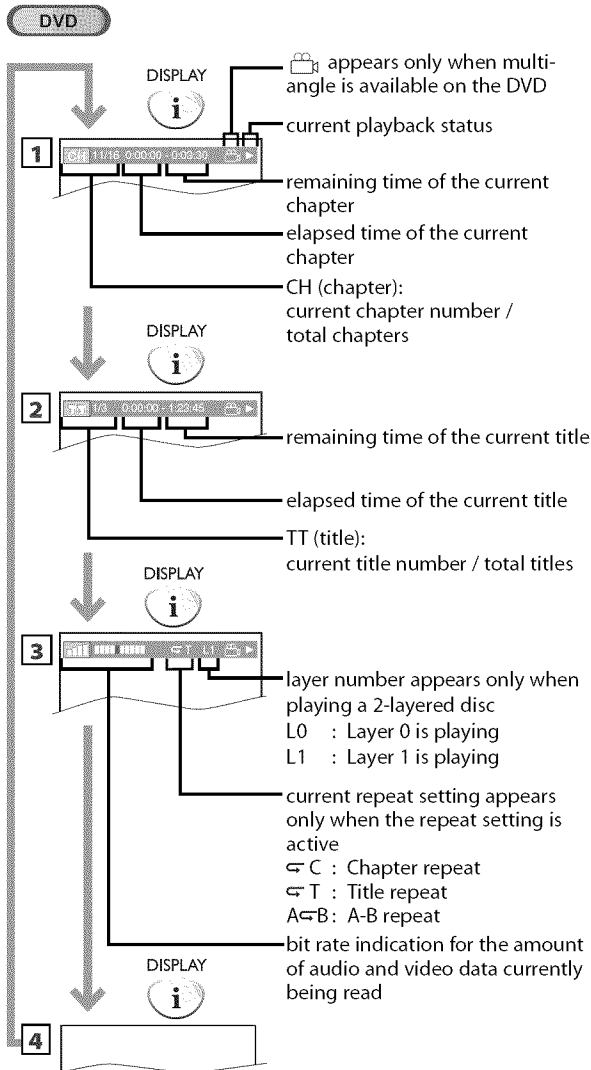 DVD
DISPLAY
i
appears only when multi-
angle is available on the DVD
current playback status
1
CH 11/16 0:00:00 - 0:03:30
remaining time of the current
chapter
elapsed time of the current
chapter
CH (chapter):
current chapter number /
total chapters
DISPLAY
i
2
TT 1/3 0:00:00 - 1:23:45
remaining time of the current title
elapsed time of the current title
TT (title):
current title number / total titles
DISPLAY
i
3
T L1
layer number appears only when
playing a 2-layered disc
L0 : Layer 0 is playing
L1 : Layer 1 is playing
current repeat setting appears
only when the repeat setting is
active
C : Chapter repeat
T : Title repeat
A B : A-B repeat
bit rate indication for the amount
of audio and video data currently
being read
DISPLAY
i
4